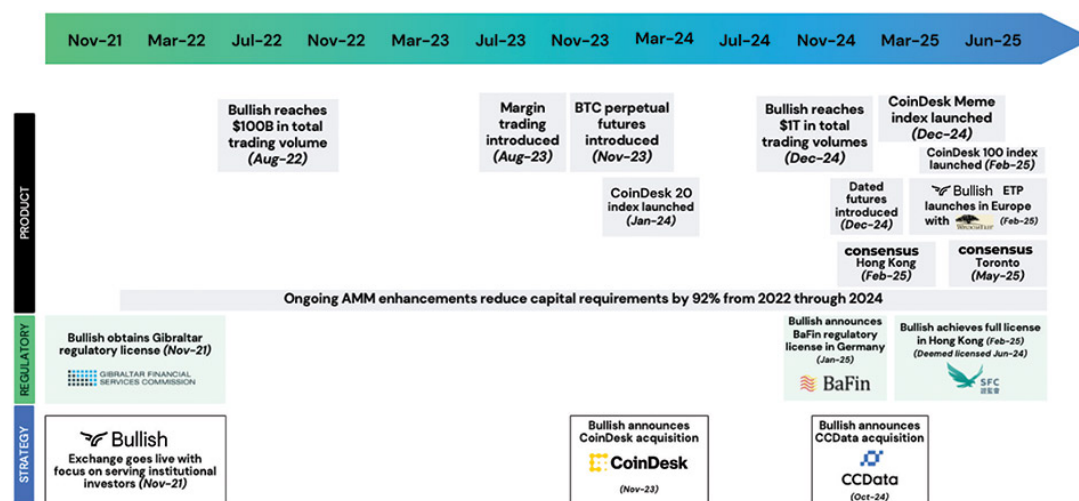 Nov-21 Mar-22 Jul-22 Nov-22 Mar-23 Jul-23 Nov-23 Mar-24 Jul-24 Nov-24 Mar-25 Jun-25
PRODUCT
Bullish reaches
$100B in total
trading volume
(Aug-22)
Margin
trading
introduced
(Aug-23)
BTC perpetual
futures
introduced
(Nov-23)
Bullish reaches
$1T in total
trading volumes
(Dec-24)
CoinDesk Meme
index launched
(Dec-24)
CoinDesk 100 index
launched (Feb-25)
CoinDesk 20
index launched
(Jan-24)
Dated
futures
introduced
(Dec-24)
Bullish ETP
launches in Europe
with WisdomTree (Feb-25)
consensus
Hong Kong
(Feb-25)
consensus
Toronto
(May-25)
Ongoing AMM enhancements reduce capital requirements by 92% from 2022 through 2024
REGULATORY
Bullish obtains Gibraltar
regulatory license (Nov-21)
GIBRALTAR FINANCIAL
SERVICES COMMISSION
Bullish announces
BaFin regulatory
license in Germany
(Jan-25)
BaFin
Bullish achieves full license
in Hong Kong (Feb-25)
(Deemed licensed Jun-24)
SFC
證監會
STRATEGY
Bullish
Exchange goes live with
focus on serving institutional
investors (Nov-21)
Bullish announces
CoinDesk acquisition
CoinDesk
(Nov-23)
Bullish announces
CCData acquisition
CCData
(Oct-24)